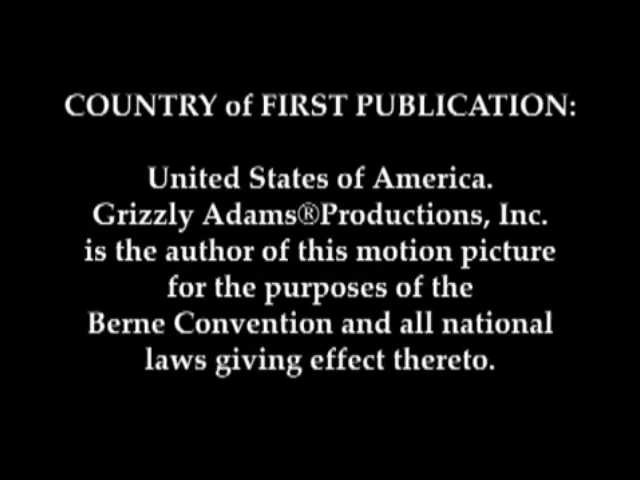 COUNTRY of FIRST PUBLICATION:
United States of America.
Grizzly Adams®Productions, Inc.
is the author of this motion picture
for the purposes of the
Berne Convention and all national
laws giving effect thereto.